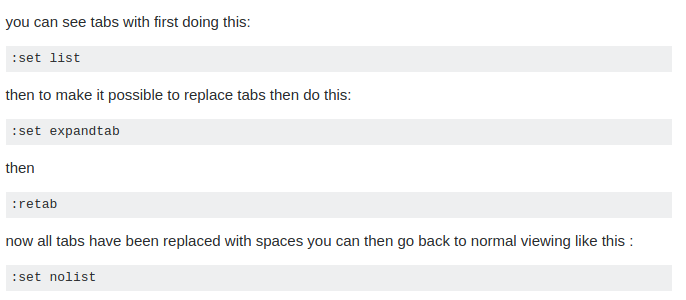 you can see tabs with first doing this:
:set list
then to make it possible to replace tabs then do this:
:set expandtab
then
:retab
now all tabs have been replaced with spaces you can then go back to normal viewing like this :
:set nolist